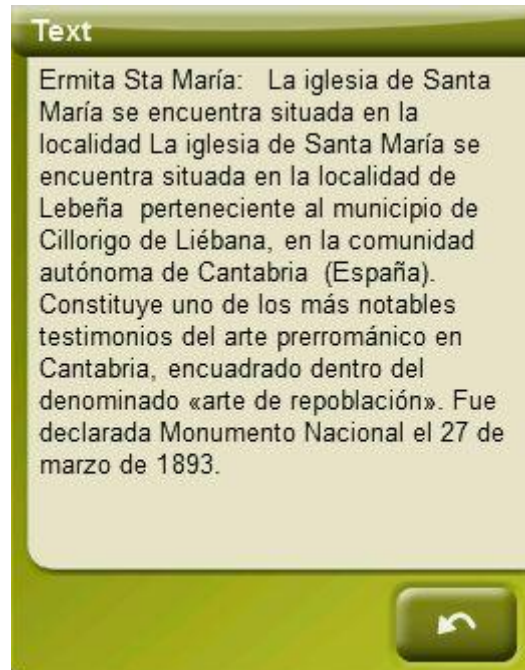 Text
Ermita Sta María:   La iglesia de Santa
María se encuentra situada en la
localidad La iglesia de Santa María se
encuentra situada en la localidad de
Lebeña  perteneciente al municipio de
Cillorigo de Liébana, en la comunidad
autónoma de Cantabria  (España).
Constituye uno de los más notables
testimonios del arte prerrománico en
Cantabria, encuadrado dentro del
denominado «arte de repoblación». Fue
declarada Monumento Nacional el 27 de
marzo de 1893.